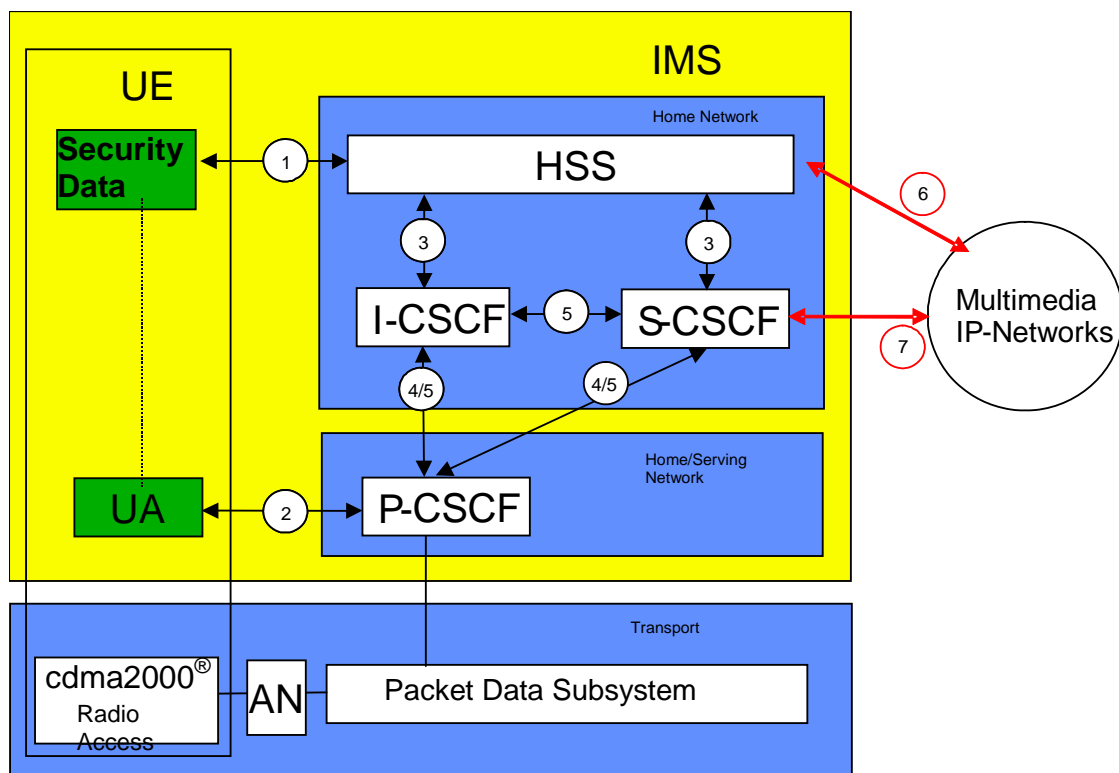 IMS
UE
Home Network
Security
Data
1
HSS
6
3
3
Multimedia
IP-Networks
I-CSCF
5
S-CSCF
7
4/5
4/5
Home/Serving
Network
UA
2
P-CSCF
Transport
cdma2000®
Radio
Access
AN
Packet Data Subsystem